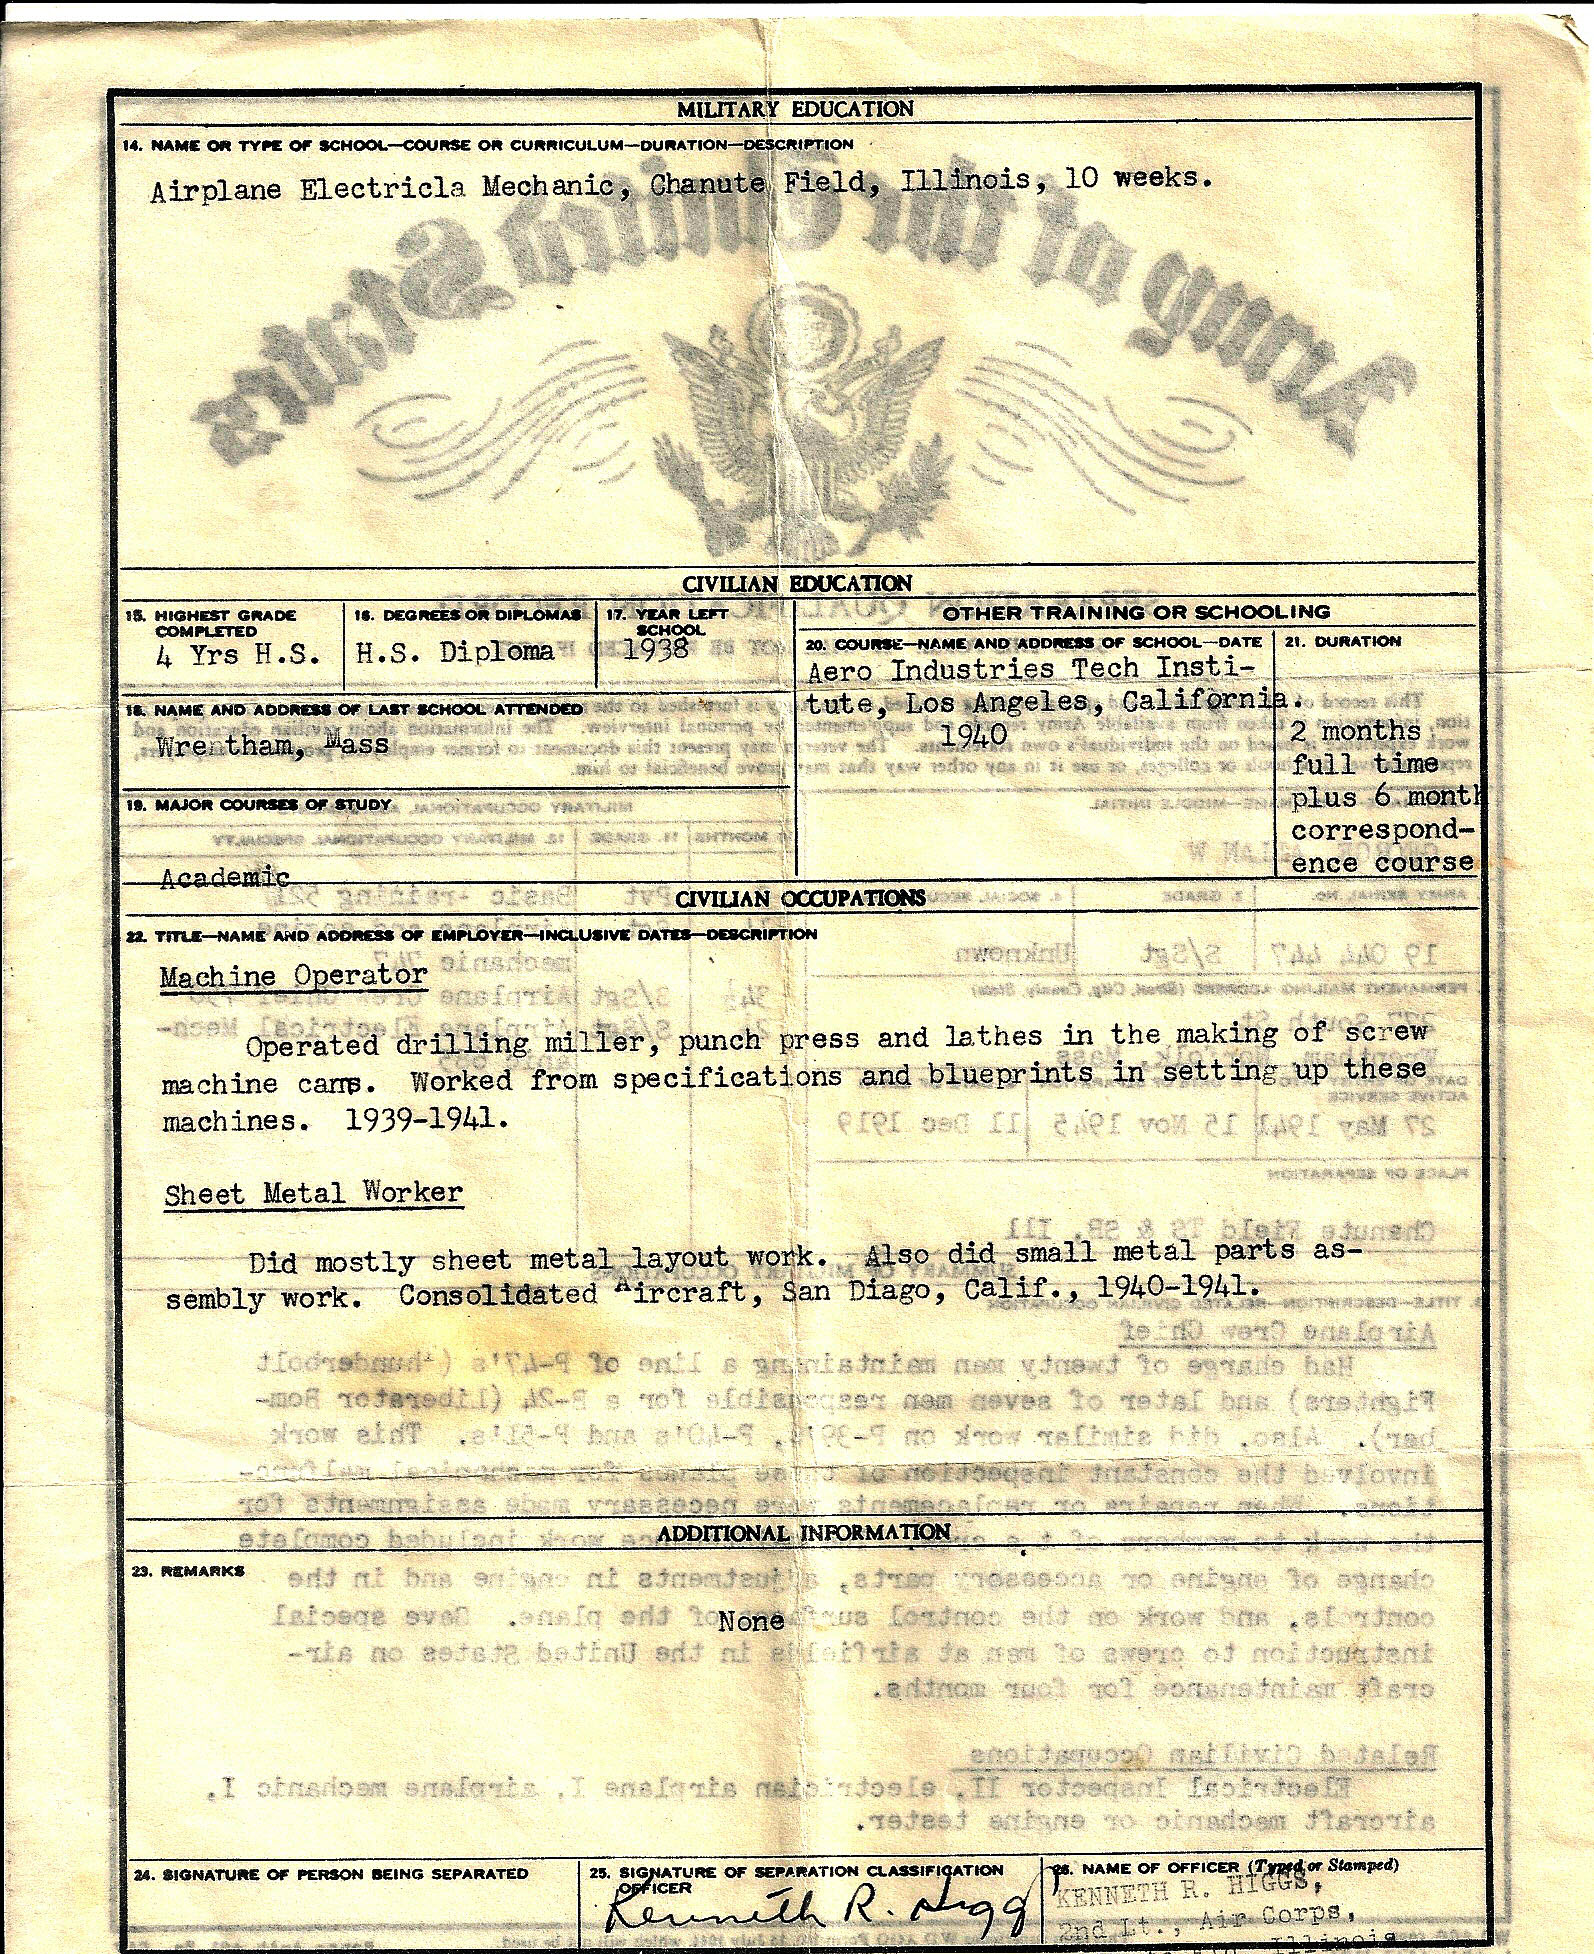 MILITARY EDUCATION
14. NAME OR TYPE OF SCHOOL—COURSE OR CURRICULUM—DURATION—DESCRIPTION
Airplane Electricla Mechanic, Chanute Field, Illinois, 10 weeks.
CIVILIAN EDUCATION
15. HIGHEST GRADE COMPLETED
4 Yrs H.S.
16. DEGREES OR DIPLOMAS
H.S. Diploma
17. YEAR LEFT SCHOOL
1938
OTHER TRAINING OR SCHOOLING
20. COURSE—NAME AND ADDRESS OF SCHOOL—DATE
Aero Industries Tech Insti-
tute, Los Angeles, California.
1940
21. DURATION
2 months
full time
plus 6 month
correspond-
ence course
18. NAME AND ADDRESS OF LAST SCHOOL ATTENDED
Wrentham, Mass
19. MAJOR COURSES OF STUDY
Academic
CIVILIAN OCCUPATIONS
22. TITLE—NAME AND ADDRESS OF EMPLOYER—INCLUSIVE DATES—DESCRIPTION
Machine Operator
Operated drilling miller, punch press and lathes in the making of screw
machine cams. Worked from specifications and blueprints in setting up these
machines. 1939-1941.
Sheet Metal Worker
Did mostly sheet metal layout work. Also did small metal parts as-
sembly work. Consolidated Aircraft, San Diago, Calif., 1940-1941.
ADDITIONAL INFORMATION
23. REMARKS
None
24. SIGNATURE OF PERSON BEING SEPARATED
25. SIGNATURE OF SEPARATION CLASSIFICATION
OFFICER
Kenneth R. Higgs
26. NAME OF OFFICER (Typed or Stamped)
KENNETH R. HIGGS,
2nd Lt., Air Corps,
Illinois